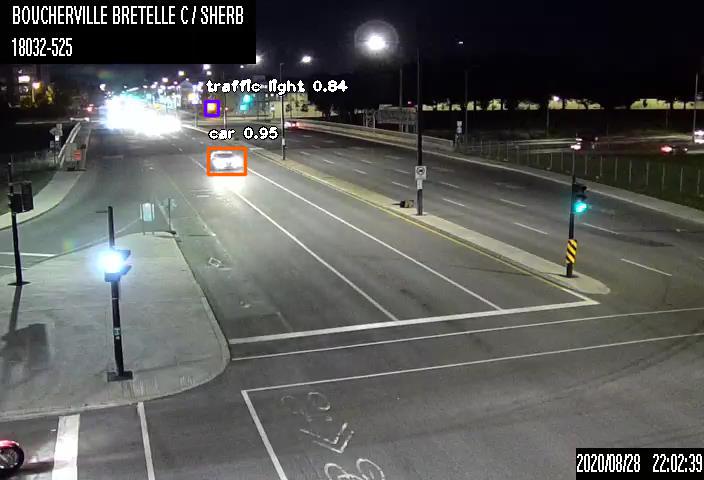 BOUCHERVILLE BRETELLE C / SHERB
18032-525
traffic-light 0.84
car 0.95
2020/08/28 22:02:39